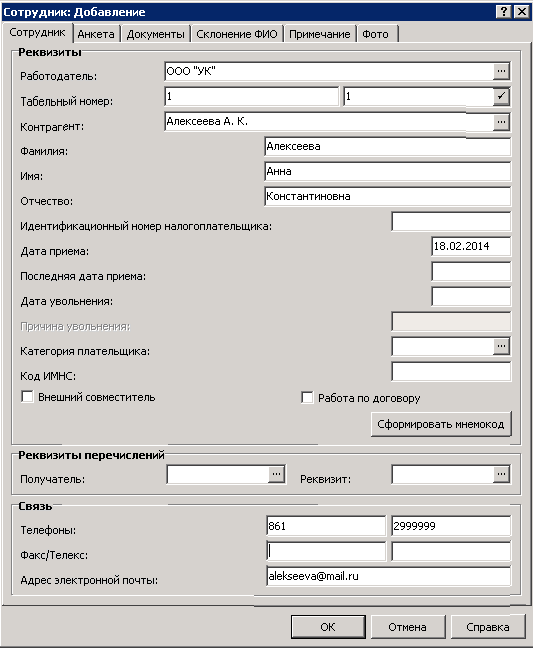 Сотрудник: Добавление
Сотрудник Анкета Документы Склонение ФИО Примечание Фото
Реквизиты
Работодатель: ООО "УК" ...
Табельный номер: 1 1
Контрагент: Алексеева А. К. ...
Фамилия: Алексеева
Имя: Анна
Отчество: Константиновна
Идентификационный номер налогоплательщика:
Дата приема: 18.02.2014
Последняя дата приема:
Дата увольнения:
Причина увольнения:
Категория плательщика: ...
Код ИМНС:
Внешний совместитель Работа по договору
Сформировать мнемокод
Реквизиты перечислений
Получатель: ... Реквизит: ...
Связь
Телефоны: 861 2999999
Факс/Телекс:
Адрес электронной почты: alekseeva@mail.ru
ОК Отмена Справка